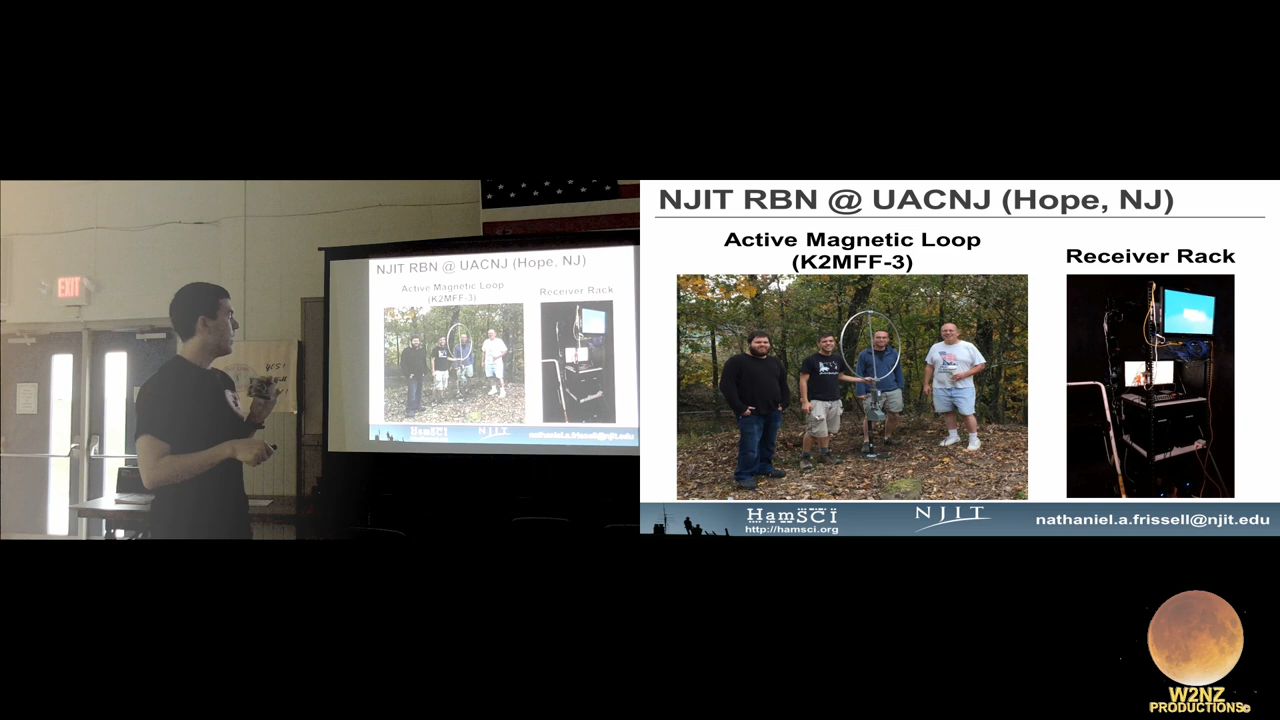 EXIT
YES!
NJIT RBN @ UACNJ (Hope, NJ)
Active Magnetic Loop
(K2MFF-3)
Receiver Rack
HamSCI
NJIT
nathaniel.a.frissell@njit.edu
NJIT RBN @ UACNJ (Hope, NJ)
Active Magnetic Loop
(K2MFF-3)
Receiver Rack
HamSCI
http://hamsci.org
NJIT
nathaniel.a.frissell@njit.edu
W2NZ
PRODUCTIONS©